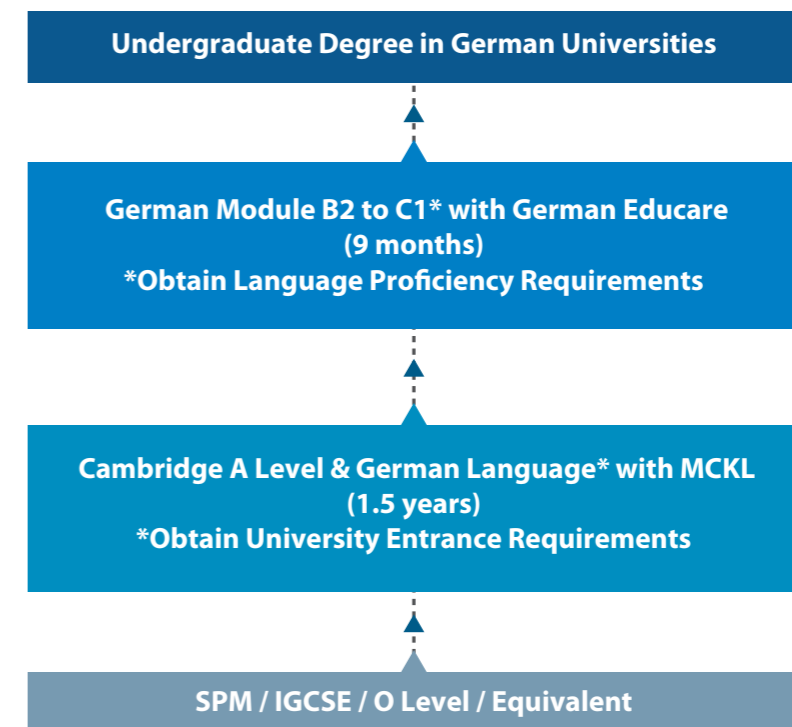 Undergraduate Degree in German Universities
German Module B2 to C1* with German Educare
(9 months)
*Obtain Language Proficiency Requirements
Cambridge A Level & German Language* with MCKL
(1.5 years)
*Obtain University Entrance Requirements
SPM / IGCSE / O Level / Equivalent